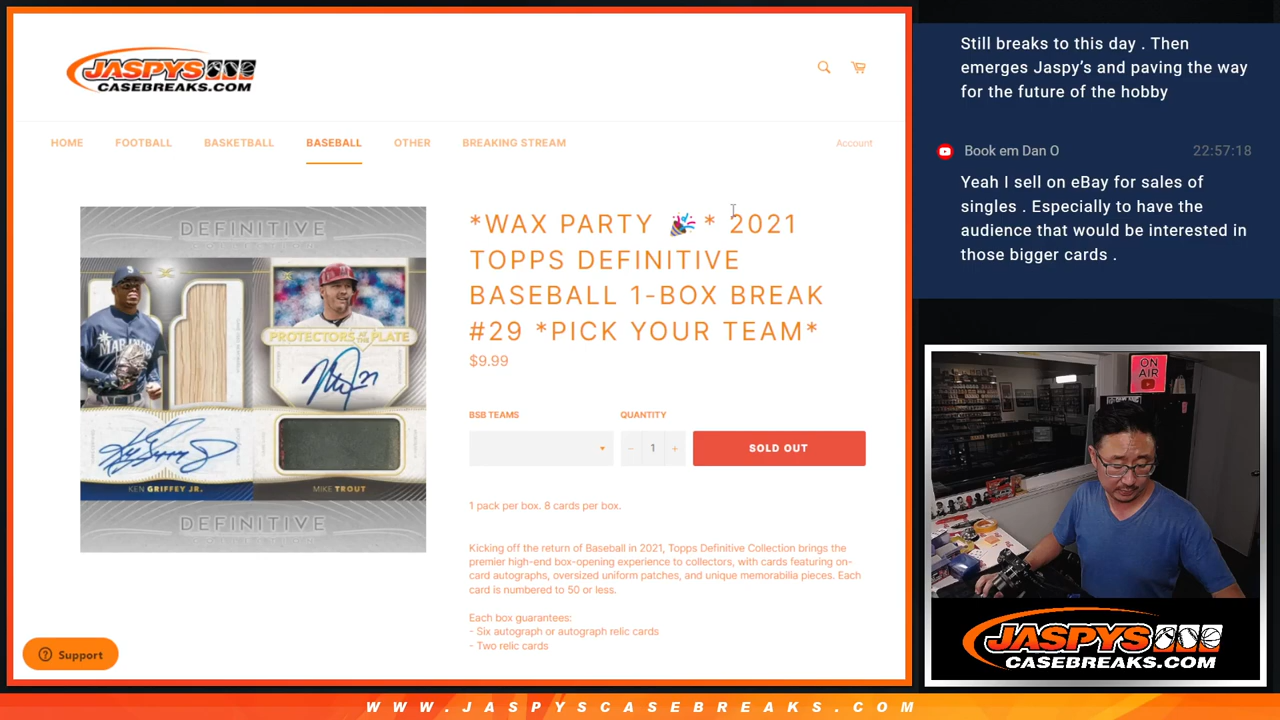 JASPYS
CASEBREAKS.COM
HOME
FOOTBALL
BASKETBALL
BASEBALL
OTHER
BREAKING STREAM
Account
DEFINITIVE
PROTECTORS OF THE PLATE
KEN GRIFFEY JR.
MIKE TROUT
DEFINITIVE
*WAX PARTY 🎉* 2021
TOPPS DEFINITIVE
BASEBALL 1-BOX BREAK
#29 *PICK YOUR TEAM*
$9.99
BSB TEAMS
QUANTITY
− 1 +
SOLD OUT
1 pack per box. 8 cards per box.
Kicking off the return of Baseball in 2021, Topps Definitive Collection brings the
premier high-end box-opening experience to collectors, with cards featuring on-
card autographs, oversized uniform patches, and unique memorabilia pieces. Each
card is numbered to 50 or less.
Each box guarantees:
- Six autograph or autograph relic cards
- Two relic cards
Support
Still breaks to this day . Then
emerges Jaspy’s and paving the way
for the future of the hobby
Book em Dan O 22:57:18
Yeah I sell on eBay for sales of
singles . Especially to have the
audience that would be interested in
those bigger cards .
ON
AIR
JASPYS
CASEBREAKS.COM
WWW.JASPYSCASEBREAKS.COM